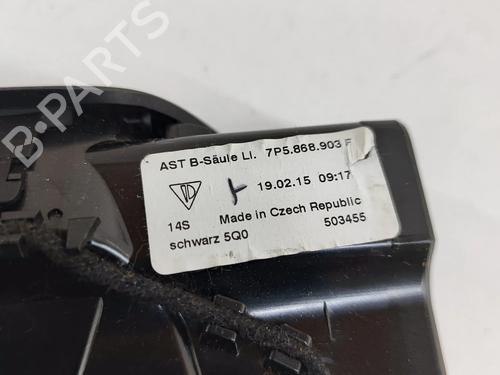 AST B-Säule Li. 7P5.868.903 F
19.02.15 09:17
14S Made in Czech Republic
schwarz 5Q0 503455
B-PARTS